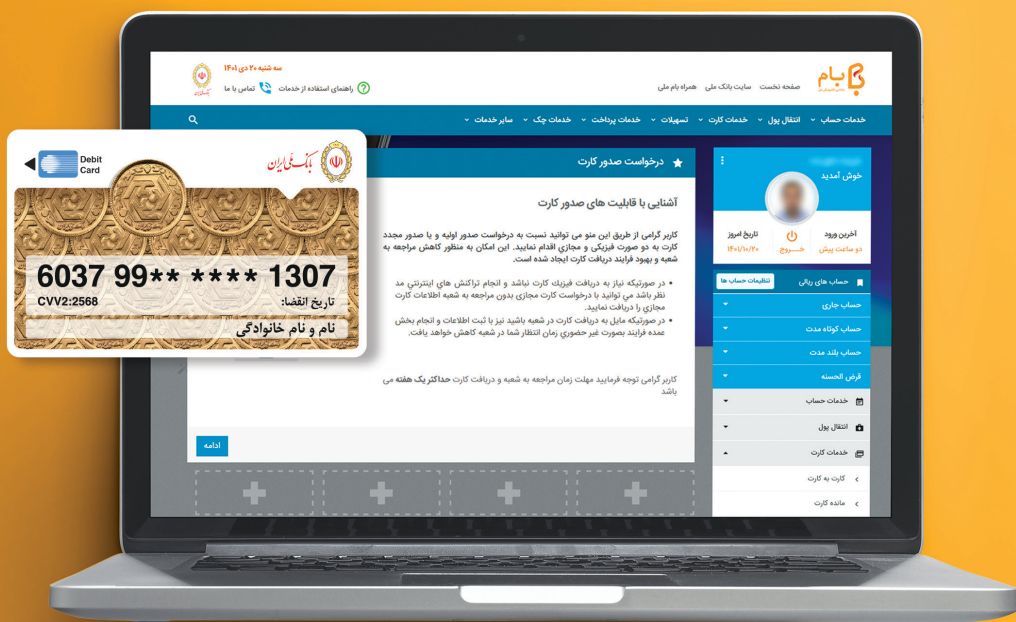 سه شنبه ۲۰ دی ۱۴۰۱
راهنمای استفاده از خدمات
تماس با ما
بام
صفحه نخست
سایت بانک ملی
همراه بام ملی
خدمات حساب
انتقال پول
خدمات کارت
تسهیلات
خدمات پرداخت
خدمات چک
سایر خدمات
خوش آمدید
آخرین ورود
دو ساعت پیش
خـــروج
تاریخ امروز
۱۴۰۱/۱۰/۲۰
حساب های ریالی
تنظیمات حساب ها
حساب جاری
حساب کوتاه مدت
حساب بلند مدت
قرض الحسنه
خدمات حساب
انتقال پول
خدمات کارت
کارت به کارت
مانده کارت
درخواست صدور کارت
آشنایی با قابلیت های صدور کارت
کاربر گرامی از طریق این منو می توانید نسبت به درخواست صدور اولیه و یا صدور مجدد
کارت به دو صورت فیزیکی و مجازي اقدام نمایید. این امکان به منظور کاهش مراجعه به
شعبه و بهبود فرایند دریافت کارت ایجاد شده است.
• در صورتیکه نیاز به دریافت فیزیك کارت نباشد و انجام تراکنش هاي اینترنتي مد
نظر باشد مي توانید با درخواست کارت مجازی بدون مراجعه به شعبه اطلاعات کارت
مجازي را دریافت نمایید.
• در صورتیکه مایل به دریافت کارت در شعبه باشید نیز با ثبت اطلاعات و انجام بخش
عمده فرایند بصورت غیر حضوري زمان انتظار شما در شعبه کاهش خواهد یافت.
کاربر گرامی توجه فرمایید مهلت زمان مراجعه به شعبه و دریافت کارت حداکثر یک هفته می
باشد
ادامه
Debit
Card
بانک ملی ایران
6037 99** **** 1307
CVV2:2568
تاریخ انقضا:
نام و نام خانوادگی